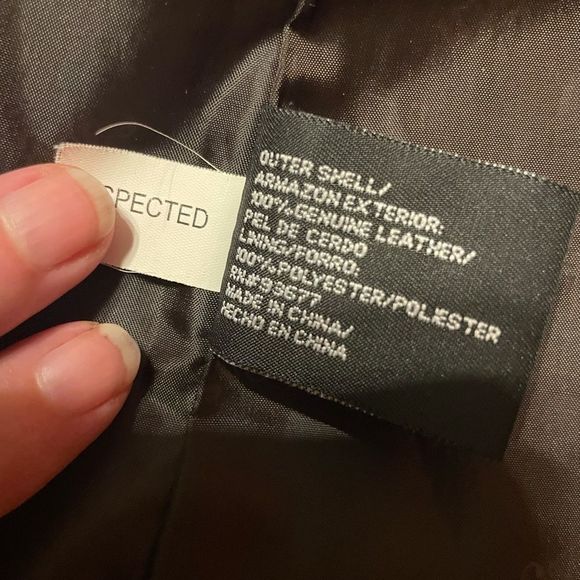 SPECTED
OUTER SHELL/
ARMAZON EXTERIOR:
100% GENUINE LEATHER/
PIEL DE CERDO
LINING/FORRO:
100% POLYESTER/POLIESTER
RN# 93677
MADE IN CHINA/
HECHO EN CHINA